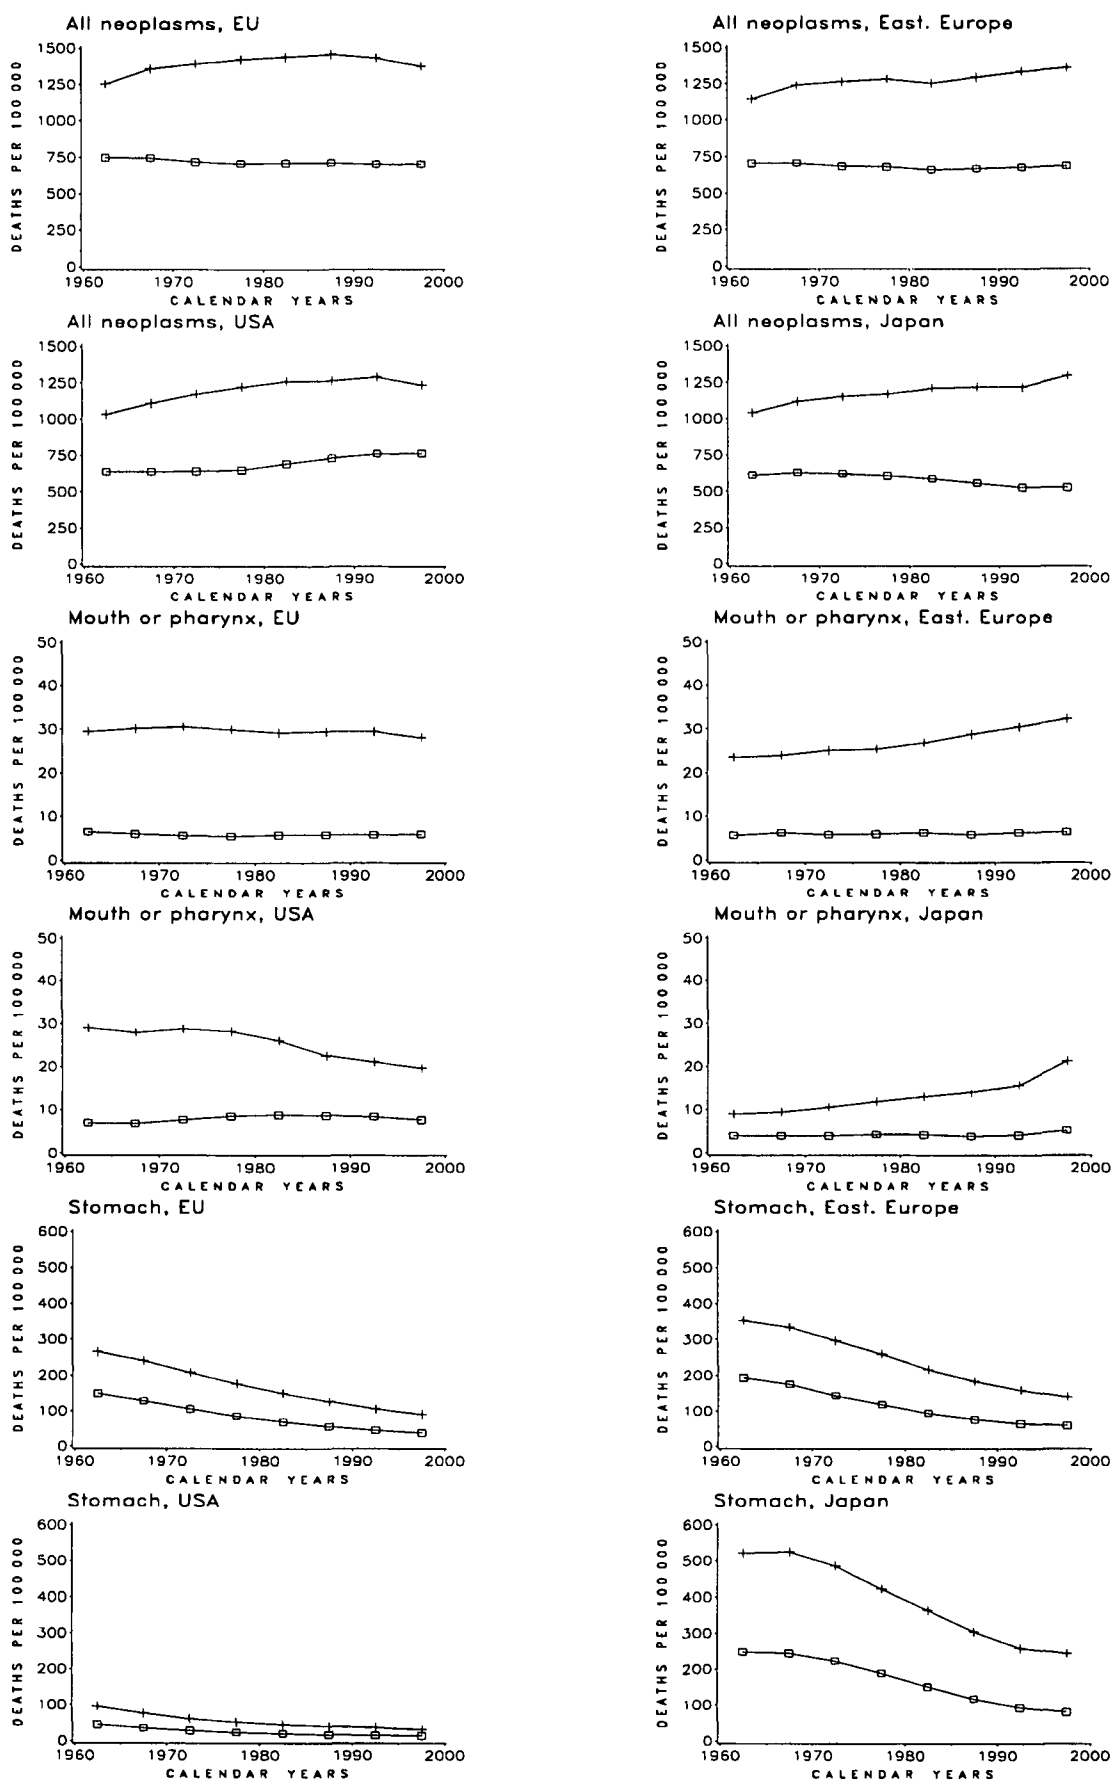 All neoplasms, EU
DEATHS PER 100 000
1500
1250
1000
750
500
250
0
1960 1970 1980 1990 2000
CALENDAR YEARS
All neoplasms, East. Europe
DEATHS PER 100 000
1500
1250
1000
750
500
250
0
1960 1970 1980 1990 2000
CALENDAR YEARS
All neoplasms, USA
DEATHS PER 100 000
1500
1250
1000
750
500
250
0
1960 1970 1980 1990 2000
CALENDAR YEARS
All neoplasms, Japan
DEATHS PER 100 000
1500
1250
1000
750
500
250
0
1960 1970 1980 1990 2000
CALENDAR YEARS
Mouth or pharynx, EU
DEATHS PER 100 000
50
40
30
20
10
0
1960 1970 1980 1990 2000
CALENDAR YEARS
Mouth or pharynx, East. Europe
DEATHS PER 100 000
50
40
30
20
10
0
1960 1970 1980 1990 2000
CALENDAR YEARS
Mouth or pharynx, USA
DEATHS PER 100 000
50
40
30
20
10
0
1960 1970 1980 1990 2000
CALENDAR YEARS
Mouth or pharynx, Japan
DEATHS PER 100 000
50
40
30
20
10
0
1960 1970 1980 1990 2000
CALENDAR YEARS
Stomach, EU
DEATHS PER 100 000
600
500
400
300
200
100
0
1960 1970 1980 1990 2000
CALENDAR YEARS
Stomach, East. Europe
DEATHS PER 100 000
600
500
400
300
200
100
0
1960 1970 1980 1990 2000
CALENDAR YEARS
Stomach, USA
DEATHS PER 100 000
600
500
400
300
200
100
0
1960 1970 1980 1990 2000
CALENDAR YEARS
Stomach, Japan
DEATHS PER 100 000
600
500
400
300
200
100
0
1960 1970 1980 1990 2000
CALENDAR YEARS